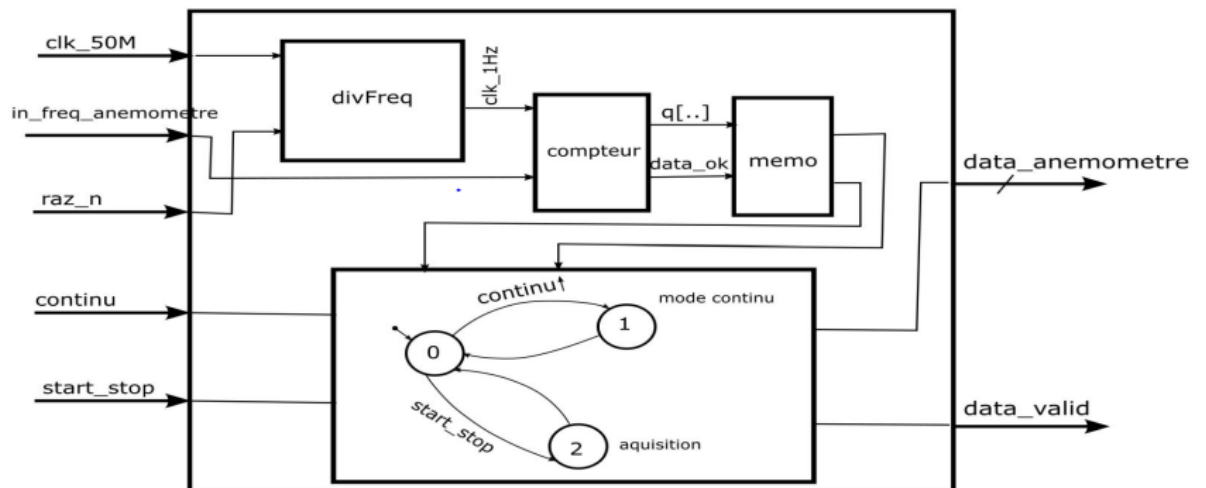 clk_50M
in_freq_anemometre
raz_n
continu
start_stop
divFreq
clk_1Hz
compteur
q[..]
data_ok
memo
data_anemometre
data_valid
continu↑
mode continu
0
1
start_stop
2
aquisition